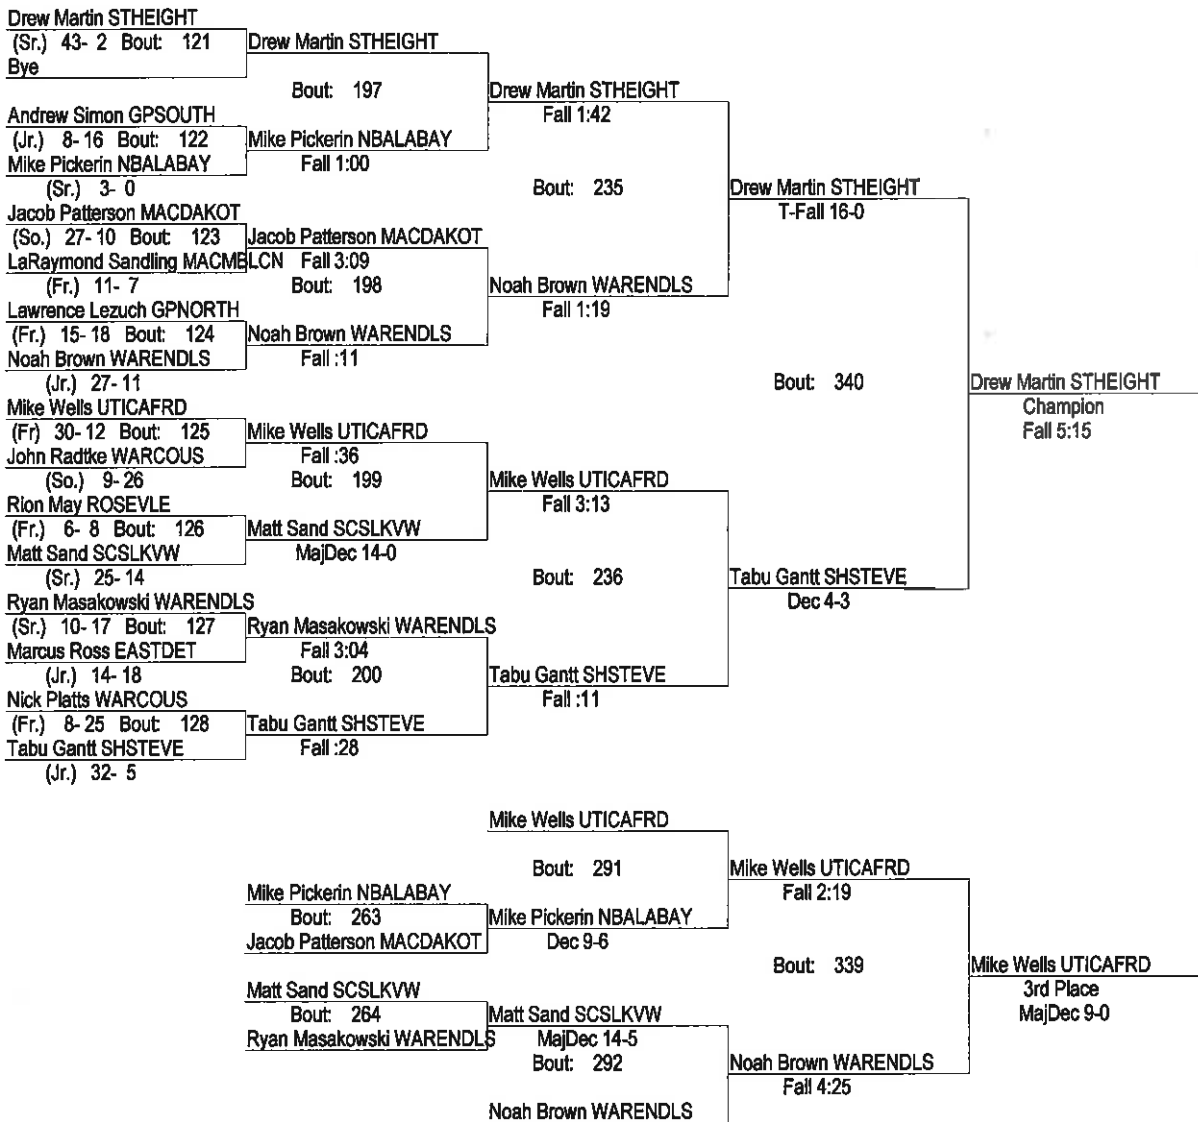 Drew Martin STHEIGHT
(Sr.) 43- 2 Bout: 121
Bye
Andrew Simon GPSOUTH
(Jr.) 8- 16 Bout: 122
Mike Pickerin NBALABAY
(Sr.) 3- 0
Jacob Patterson MACDAKOT
(So.) 27- 10 Bout: 123
LaRaymond Sandling MACMBLCN
(Fr.) 11- 7
Lawrence Lezuch GPNORTH
(Fr.) 15- 18 Bout: 124
Noah Brown WARENDLS
(Jr.) 27- 11
Mike Wells UTICAFRD
(Fr) 30- 12 Bout: 125
John Radtke WARCOUS
(So.) 9- 26
Rion May ROSEVLE
(Fr.) 6- 8 Bout: 126
Matt Sand SCSLKVW
(Sr.) 25- 14
Ryan Masakowski WARENDLS
(Sr.) 10- 17 Bout: 127
Marcus Ross EASTDET
(Jr.) 14- 18
Nick Platts WARCOUS
(Fr.) 8- 25 Bout: 128
Tabu Gantt SHSTEVE
(Jr.) 32- 5
Drew Martin STHEIGHT
Bout: 197
Mike Pickerin NBALABAY
Fall 1:00
Jacob Patterson MACDAKOT
Fall 3:09
Bout: 198
Noah Brown WARENDLS
Fall :11
Mike Wells UTICAFRD
Fall :36
Bout: 199
Matt Sand SCSLKVW
MajDec 14-0
Ryan Masakowski WARENDLS
Fall 3:04
Bout: 200
Tabu Gantt SHSTEVE
Fall :28
Drew Martin STHEIGHT
Fall 1:42
Bout: 235
Noah Brown WARENDLS
Fall 1:19
Mike Wells UTICAFRD
Fall 3:13
Bout: 236
Tabu Gantt SHSTEVE
Fall :11
Drew Martin STHEIGHT
T-Fall 16-0
Bout: 340
Tabu Gantt SHSTEVE
Dec 4-3
Drew Martin STHEIGHT
Champion
Fall 5:15
Mike Pickerin NBALABAY
Bout: 263
Jacob Patterson MACDAKOT
Matt Sand SCSLKVW
Bout: 264
Ryan Masakowski WARENDLS
Mike Wells UTICAFRD
Bout: 291
Mike Pickerin NBALABAY
Dec 9-6
Matt Sand SCSLKVW
MajDec 14-5
Bout: 292
Noah Brown WARENDLS
Mike Wells UTICAFRD
Fall 2:19
Bout: 339
Noah Brown WARENDLS
Fall 4:25
Mike Wells UTICAFRD
3rd Place
MajDec 9-0